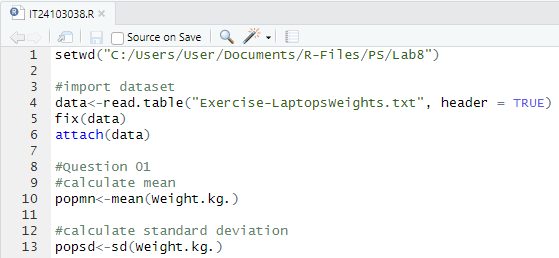 IT24103038.R
Source on Save
1 setwd("C:/Users/User/Documents/R-Files/PS/Lab8")
2
3 #import dataset
4 data<-read.table("Exercise-LaptopsWeights.txt", header = TRUE)
5 fix(data)
6 attach(data)
7
8 #Question 01
9 #calculate mean
10 popmn<-mean(Weight.kg.)
11
12 #calculate standard deviation
13 popsd<-sd(Weight.kg.)